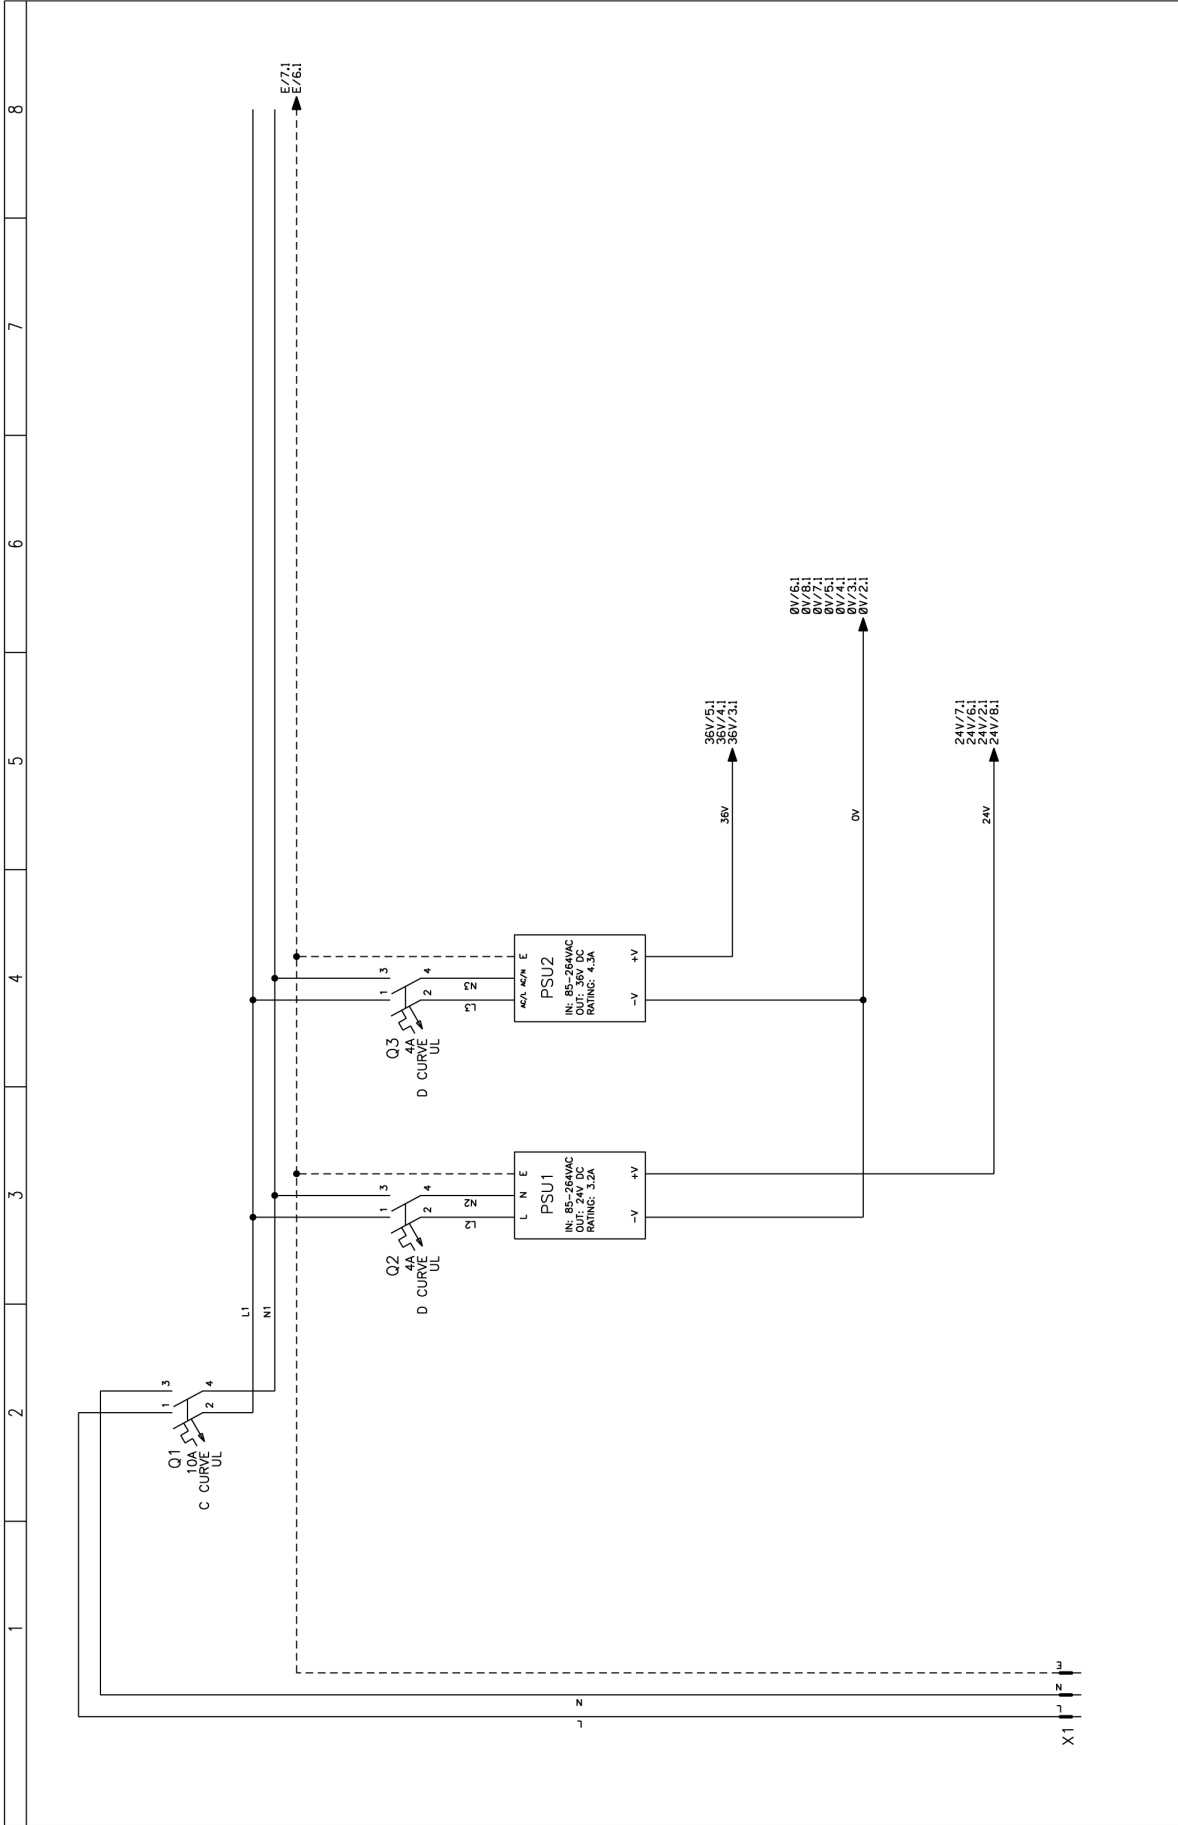 1
2
3
4
5
6
7
8
E/7.1
E/6.1
Q1
10A
C CURVE
UL
1
3
2
4
L1
N1
Q2
4A
D CURVE
UL
1
3
2
4
L2
N2
Q3
4A
D CURVE
UL
1
3
2
4
L3
N3
L N E
PSU1
IN: 85-264VAC
OUT: 24V DC
RATING: 3.2A
-V +V
AC/L AC/N E
PSU2
IN: 85-264VAC
OUT: 36V DC
RATING: 4.3A
-V +V
36V/5.1
36V/4.1
36V/3.1
36V
0V/6.1
0V/8.1
0V/7.1
0V/5.1
0V/4.1
0V/3.1
0V/2.1
0V
24V/7.1
24V/6.1
24V/2.1
24V/8.1
24V
L
N
X1
L
N
E